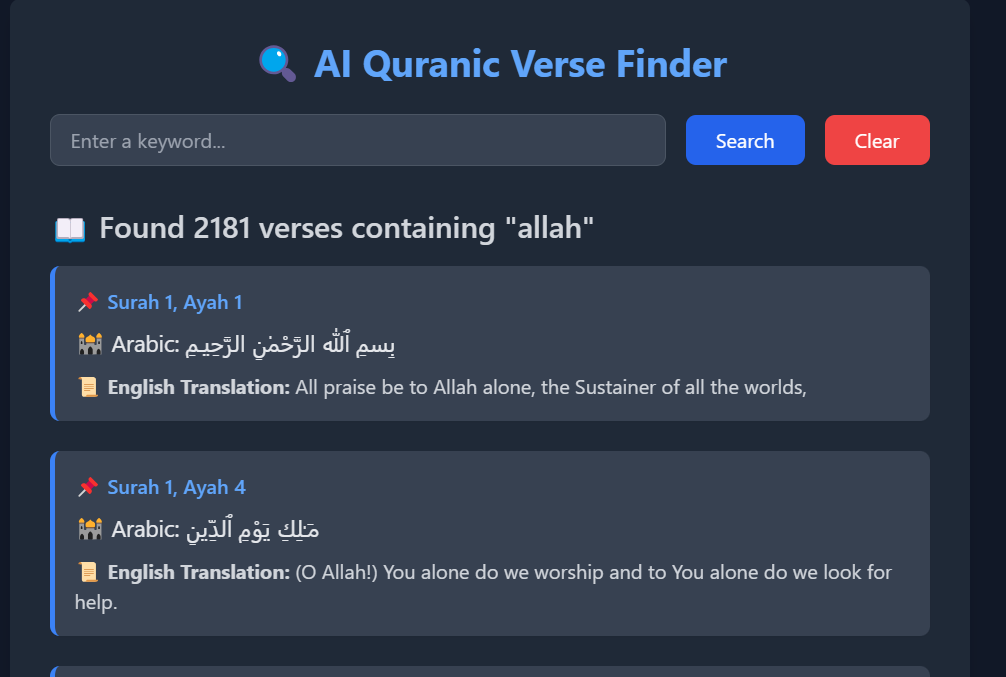 AI Quranic Verse Finder
Enter a keyword...
Search
Clear
Found 2181 verses containing "allah"
Surah 1, Ayah 1
Arabic: بِسمِ ٱللَّهِ الرَّحْمَٰنِ الرَّحِيمِ
English Translation: All praise be to Allah alone, the Sustainer of all the worlds,
Surah 1, Ayah 4
Arabic: مَـٰلِكِ يَوْمِ ٱلدِّينِ
English Translation: (O Allah!) You alone do we worship and to You alone do we look for
help.